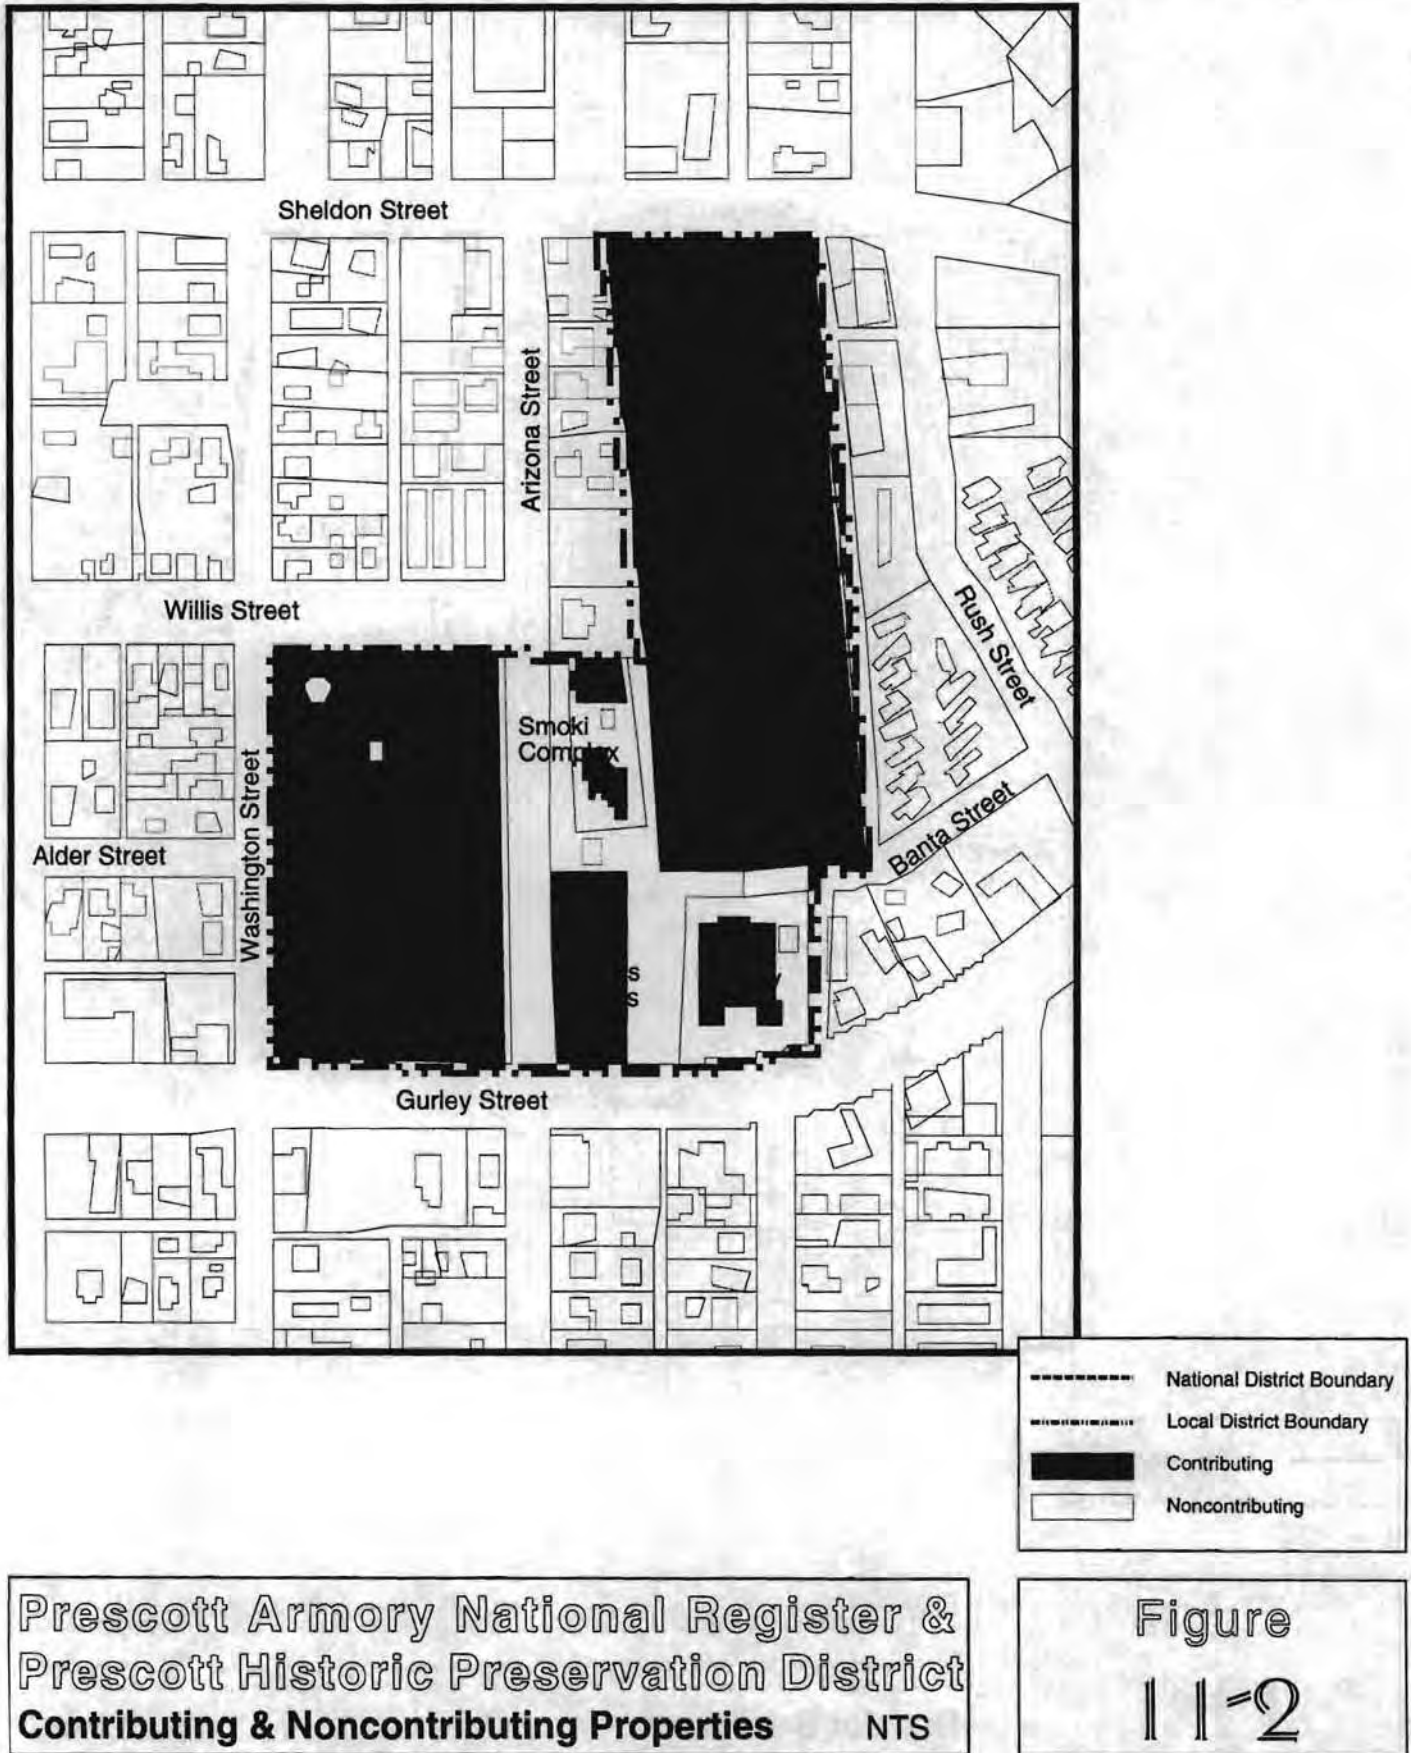 Sheldon Street
Arizona Street
Willis Street
Rush Street
Smoki
Complex
Washington Street
Banta Street
Alder Street
s
s
y
Gurley Street
National District Boundary
Local District Boundary
Contributing
Noncontributing
Prescott Armory National Register &
Prescott Historic Preservation District
Contributing & Noncontributing Properties NTS
Figure
11-2